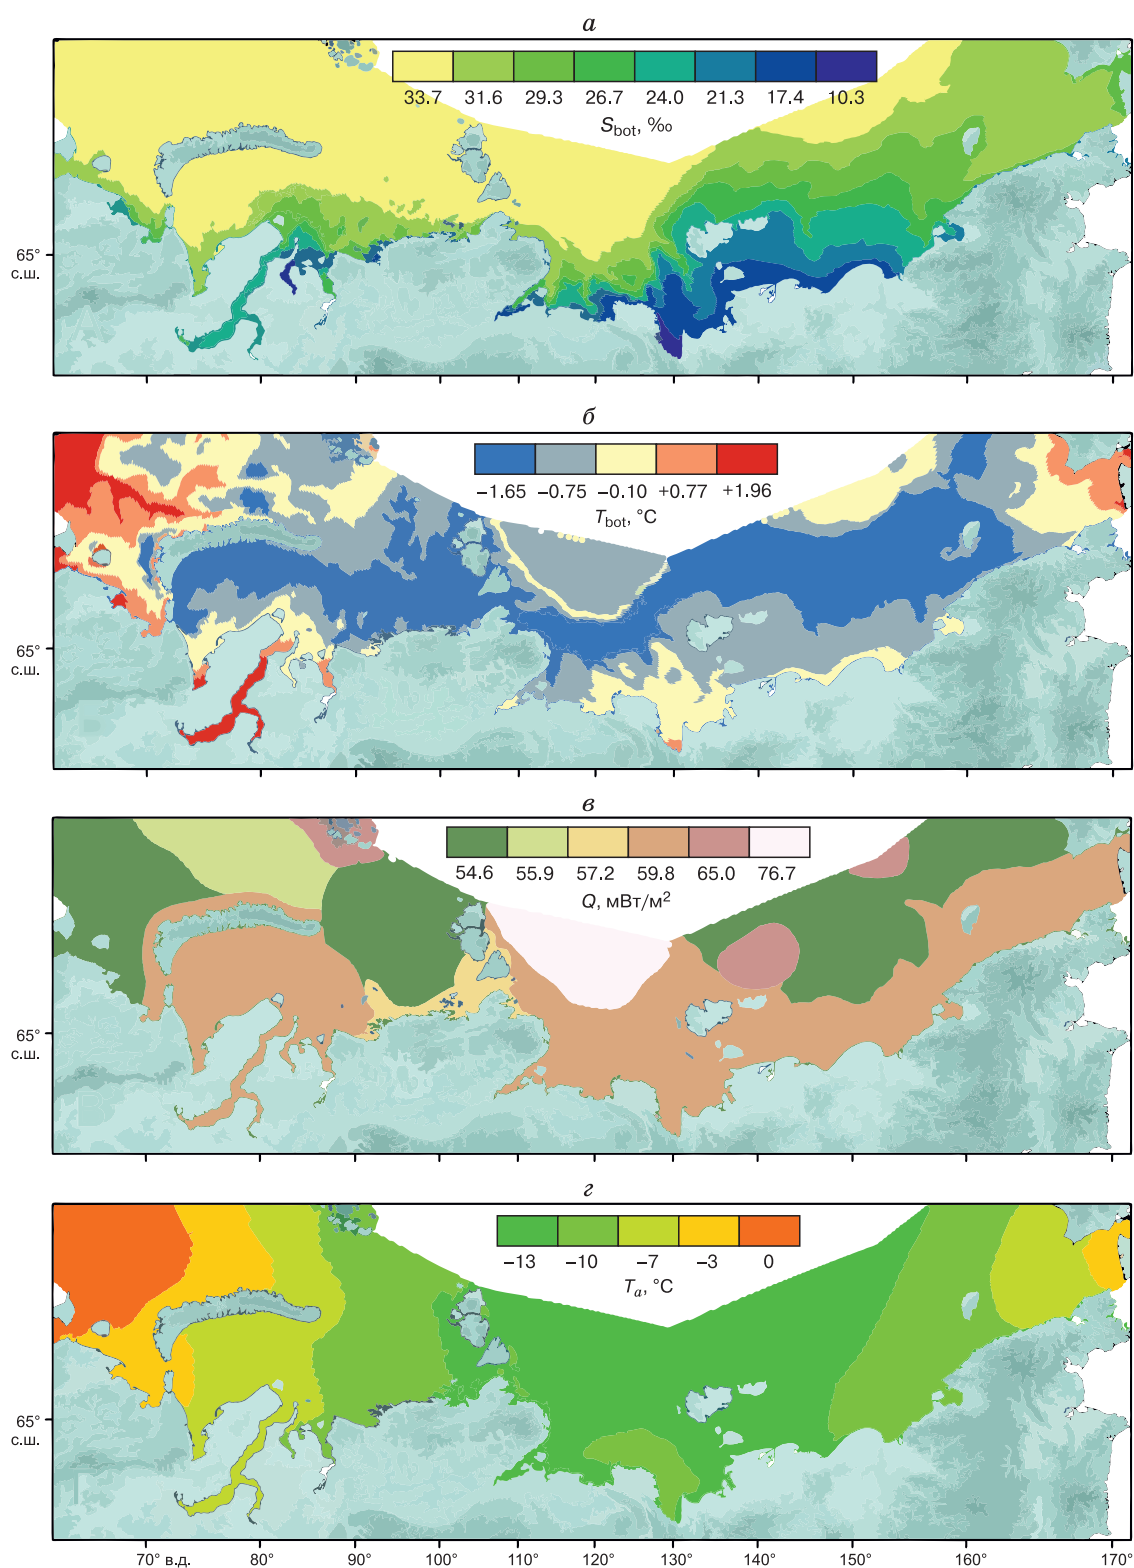 а
33.7 31.6 29.3 26.7 24.0 21.3 17.4 10.3
S_bot, ‰
65°
с.ш.
б
−1.65 −0.75 −0.10 +0.77 +1.96
T_bot, °C
65°
с.ш.
в
54.6 55.9 57.2 59.8 65.0 76.7
Q, мВт/м²
65°
с.ш.
г
−13 −10 −7 −3 0
T_a, °C
65°
с.ш.
70° в.д. 80° 90° 100° 110° 120° 130° 140° 150° 160° 170°